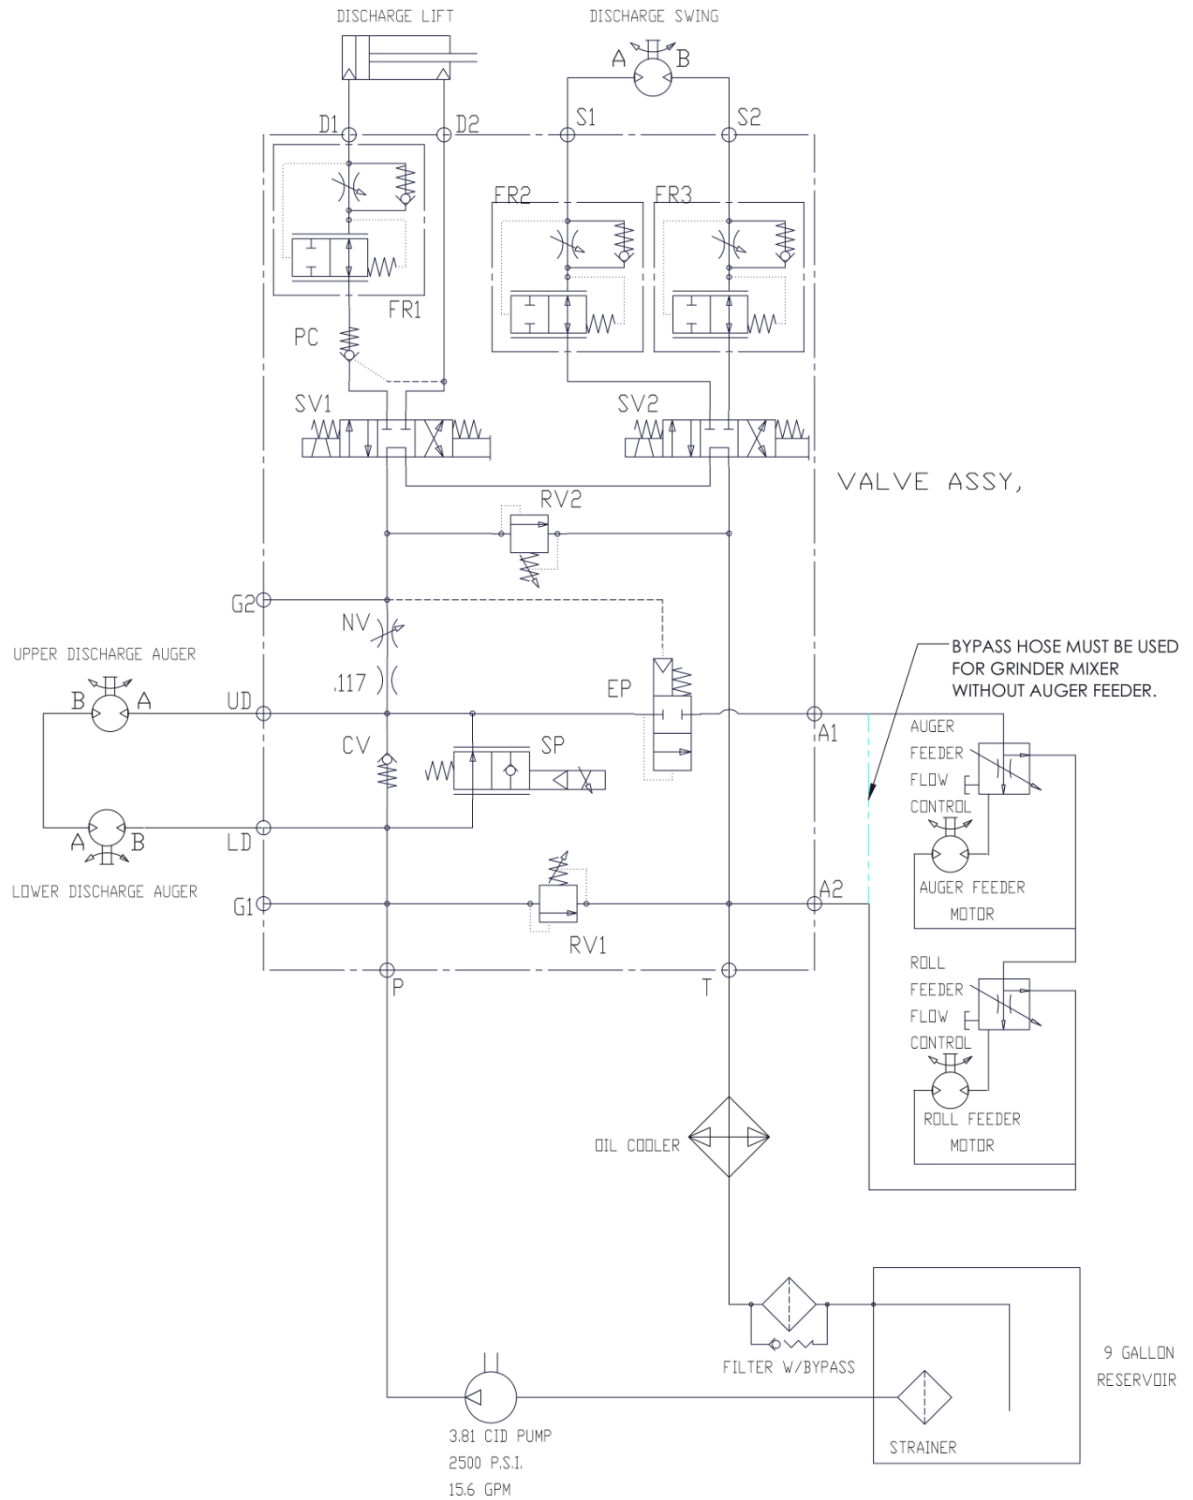 DISCHARGE LIFT
DISCHARGE SWING
A
B
D1
D2
S1
S2
FR2
FR3
FR1
PC
SV1
SV2
VALVE ASSY,
RV2
G2
NV
BYPASS HOSE MUST BE USED
FOR GRINDER MIXER
WITHOUT AUGER FEEDER.
UPPER DISCHARGE AUGER
.117
EP
B
A
UD
A1
AUGER
FEEDER
FLOW
CONTROL
CV
SP
A
B
LD
LOWER DISCHARGE AUGER
AUGER FEEDER
MOTOR
G1
A2
RV1
ROLL
FEEDER
FLOW
CONTROL
P
T
ROLL FEEDER
MOTOR
OIL COOLER
FILTER W/BYPASS
9 GALLON
RESERVOIR
3.81 CID PUMP
2500 P.S.I.
15.6 GPM
STRAINER